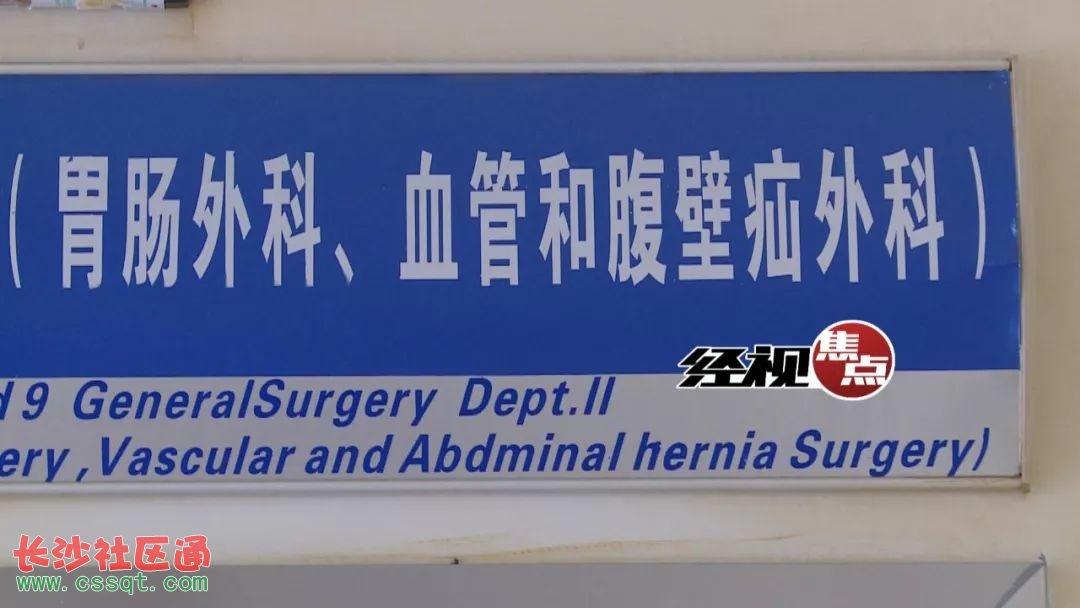 （胃肠外科、血管和腹壁疝外科）
经视焦点
d 9 GeneralSurgery Dept.II
ery ,Vascular and Abdminal hernia Surgery)
长沙社区通
www.cssqt.com